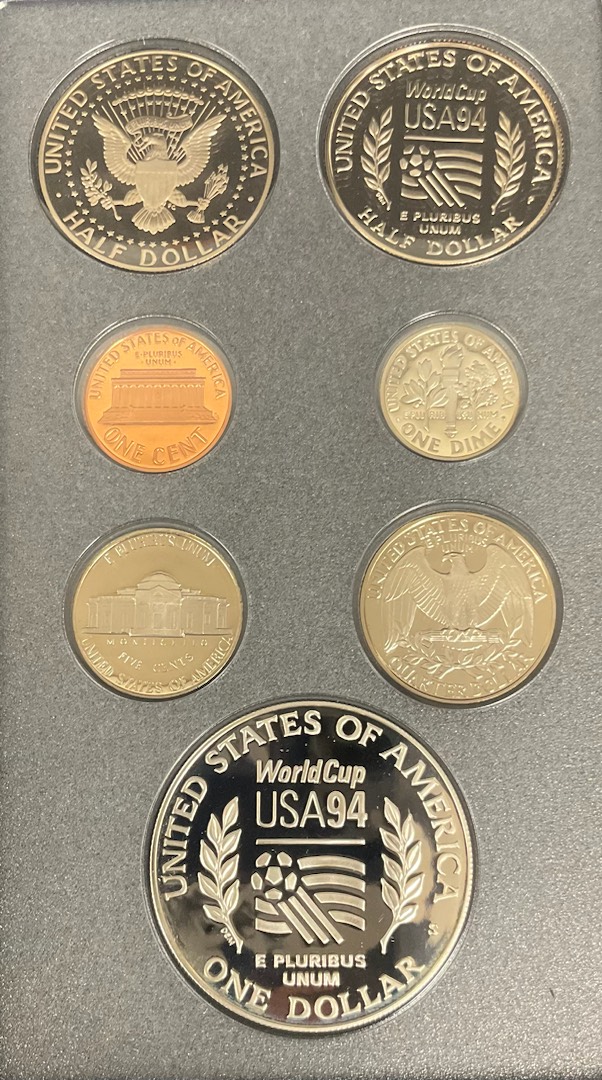 UNITED STATES OF AMERICA
HALF DOLLAR
UNITED STATES OF AMERICA
WorldCup
USA94
E PLURIBUS
UNUM
HALF DOLLAR
UNITED STATES OF AMERICA
·E·PLURIBUS
·UNUM·
ONE CENT
UNITED STATES OF AMERICA
ONE DIME
E PLURIBUS UNUM
MONTICELLO
FIVE CENTS
UNITED STATES OF AMERICA
UNITED STATES OF AMERICA
E PLURIBUS
UNUM
QUARTER DOLLAR
UNITED STATES OF AMERICA
WorldCup
USA94
E PLURIBUS
UNUM
ONE DOLLAR